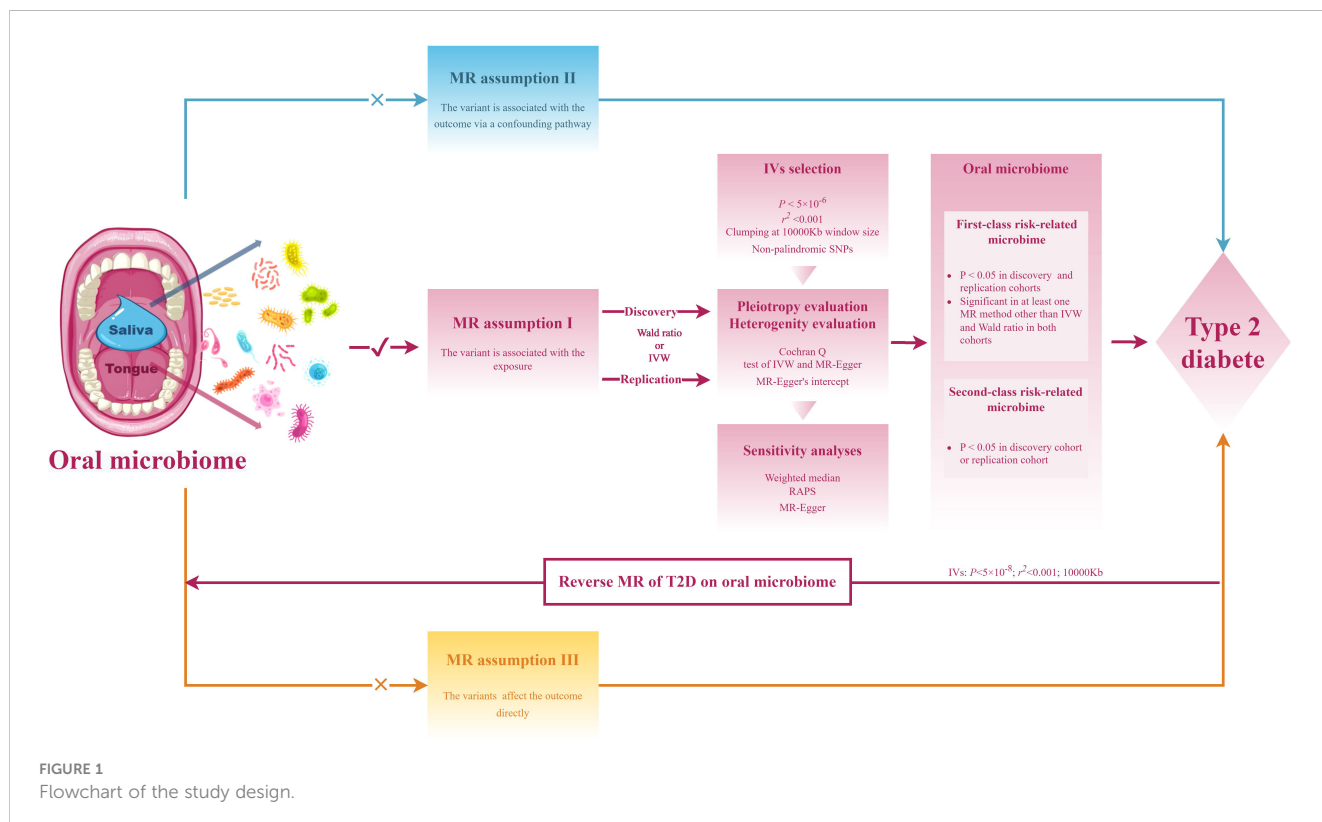 MR assumption II
The variant is associated with the
outcome via a confounding pathway
Saliva
Tongue
Oral microbiome
MR assumption I
The variant is associated with the
exposure
Discovery
Wald ratio
or
IVW
Replication
IVs selection
P < 5×10⁻⁶
r² <0.001
Clumping at 10000Kb window size
Non-palindromic SNPs
Pleiotropy evaluation
Heterogenity evaluation
Cochran Q
test of IVW and MR-Egger
MR-Egger's intercept
Sensitivity analyses
Weighted median
RAPS
MR-Egger
Oral microbiome
First-class risk-related
microbime
• P < 0.05 in discovery and
replication cohorts
• Significant in at least one
MR method other than IVW
and Wald ratio in both
cohorts
Second-class risk-related
microbime
• P < 0.05 in discovery cohort
or replication cohort
Type 2
diabete
Reverse MR of T2D on oral microbiome
IVs: P<5×10⁻⁸; r²<0.001; 10000Kb
MR assumption III
The variants affect the outcome
directly
FIGURE 1
Flowchart of the study design.